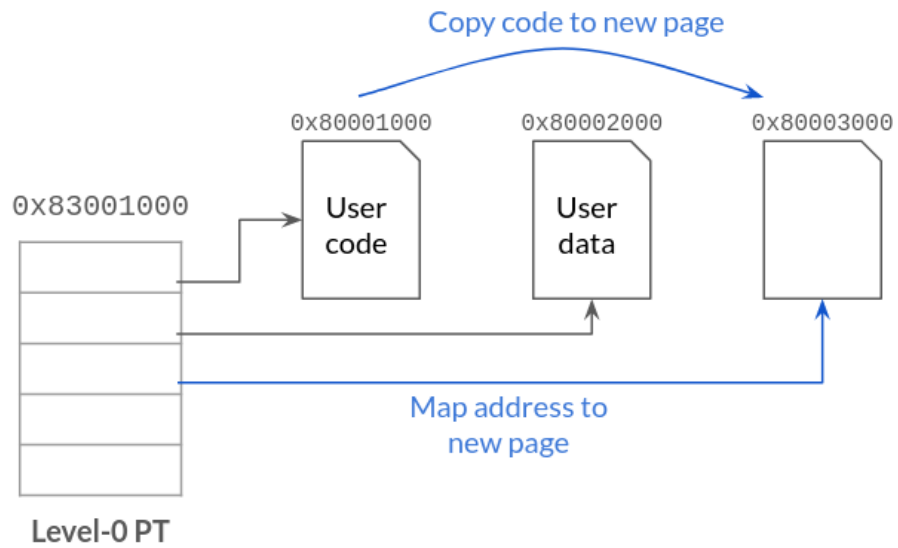 Copy code to new page
0x80001000
0x80002000
0x80003000
0x83001000
User
code
User
data
Map address to
new page
Level-0 PT